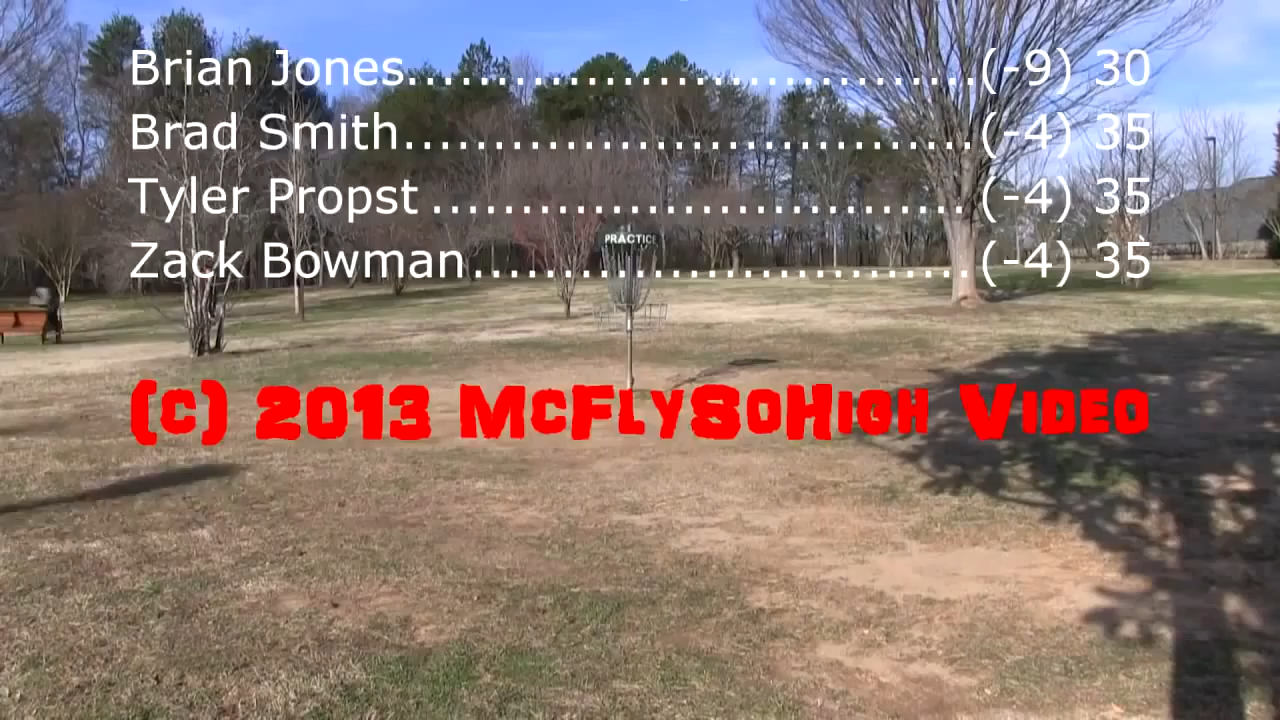 Brian Jones................................(-9) 30
Brad Smith................................(-4) 35
Tyler Propst ..............................(-4) 35
PRACTICE
Zack Bowman............................(-4) 35
(c) 2013 McFlySoHigh Video